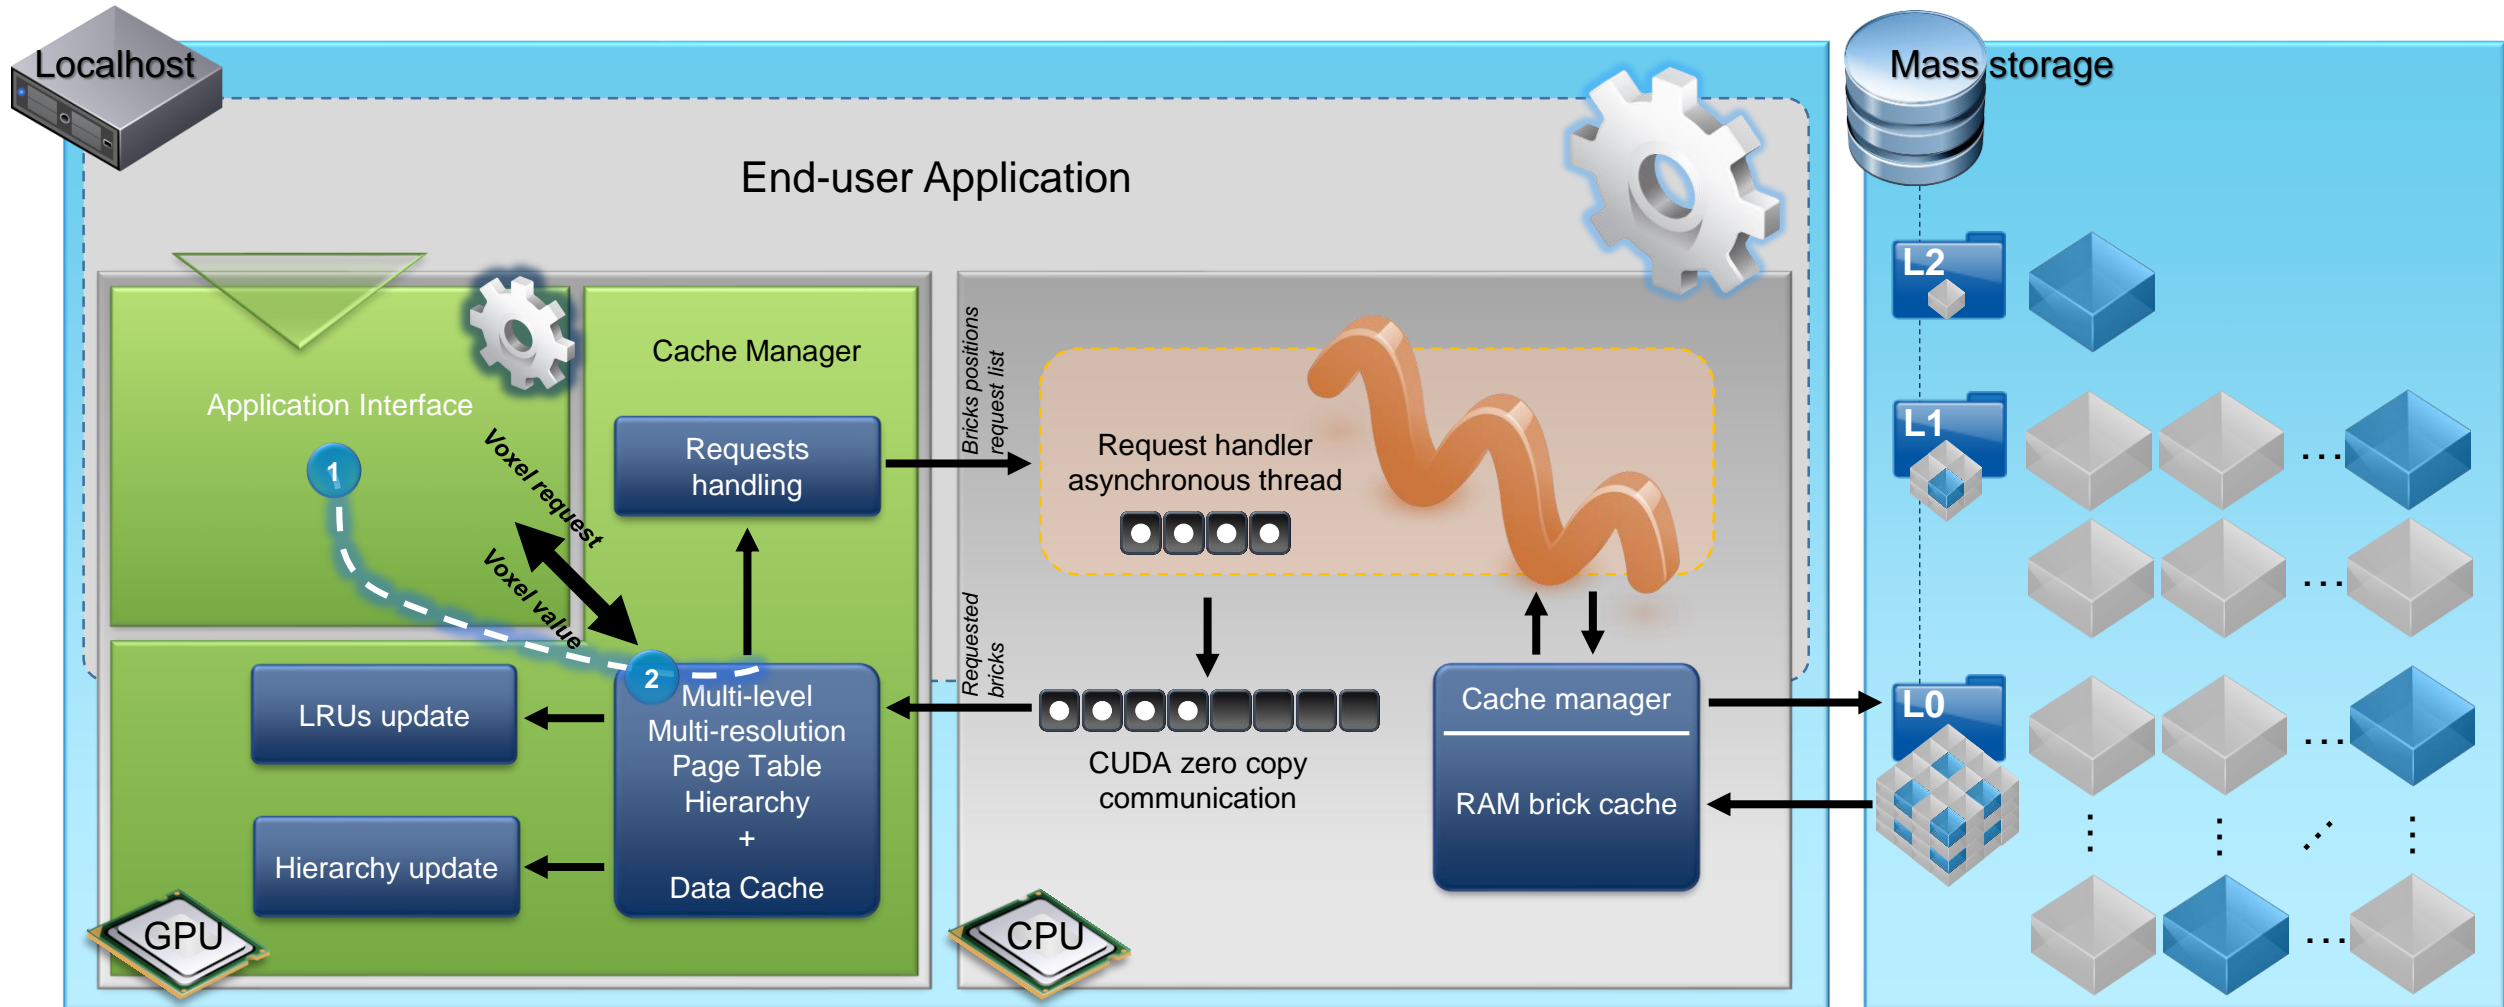 Localhost
Mass storage
End-user Application
L2
Cache Manager
Bricks positions
request list
Application Interface
L1
Voxel request
Requests
handling
Request handler
asynchronous thread
1
Voxel value
Requested
bricks
2
LRUs update
Multi-level
Multi-resolution
Page Table
Hierarchy
+
Data Cache
Cache manager
L0
CUDA zero copy
communication
RAM brick cache
Hierarchy update
GPU
CPU